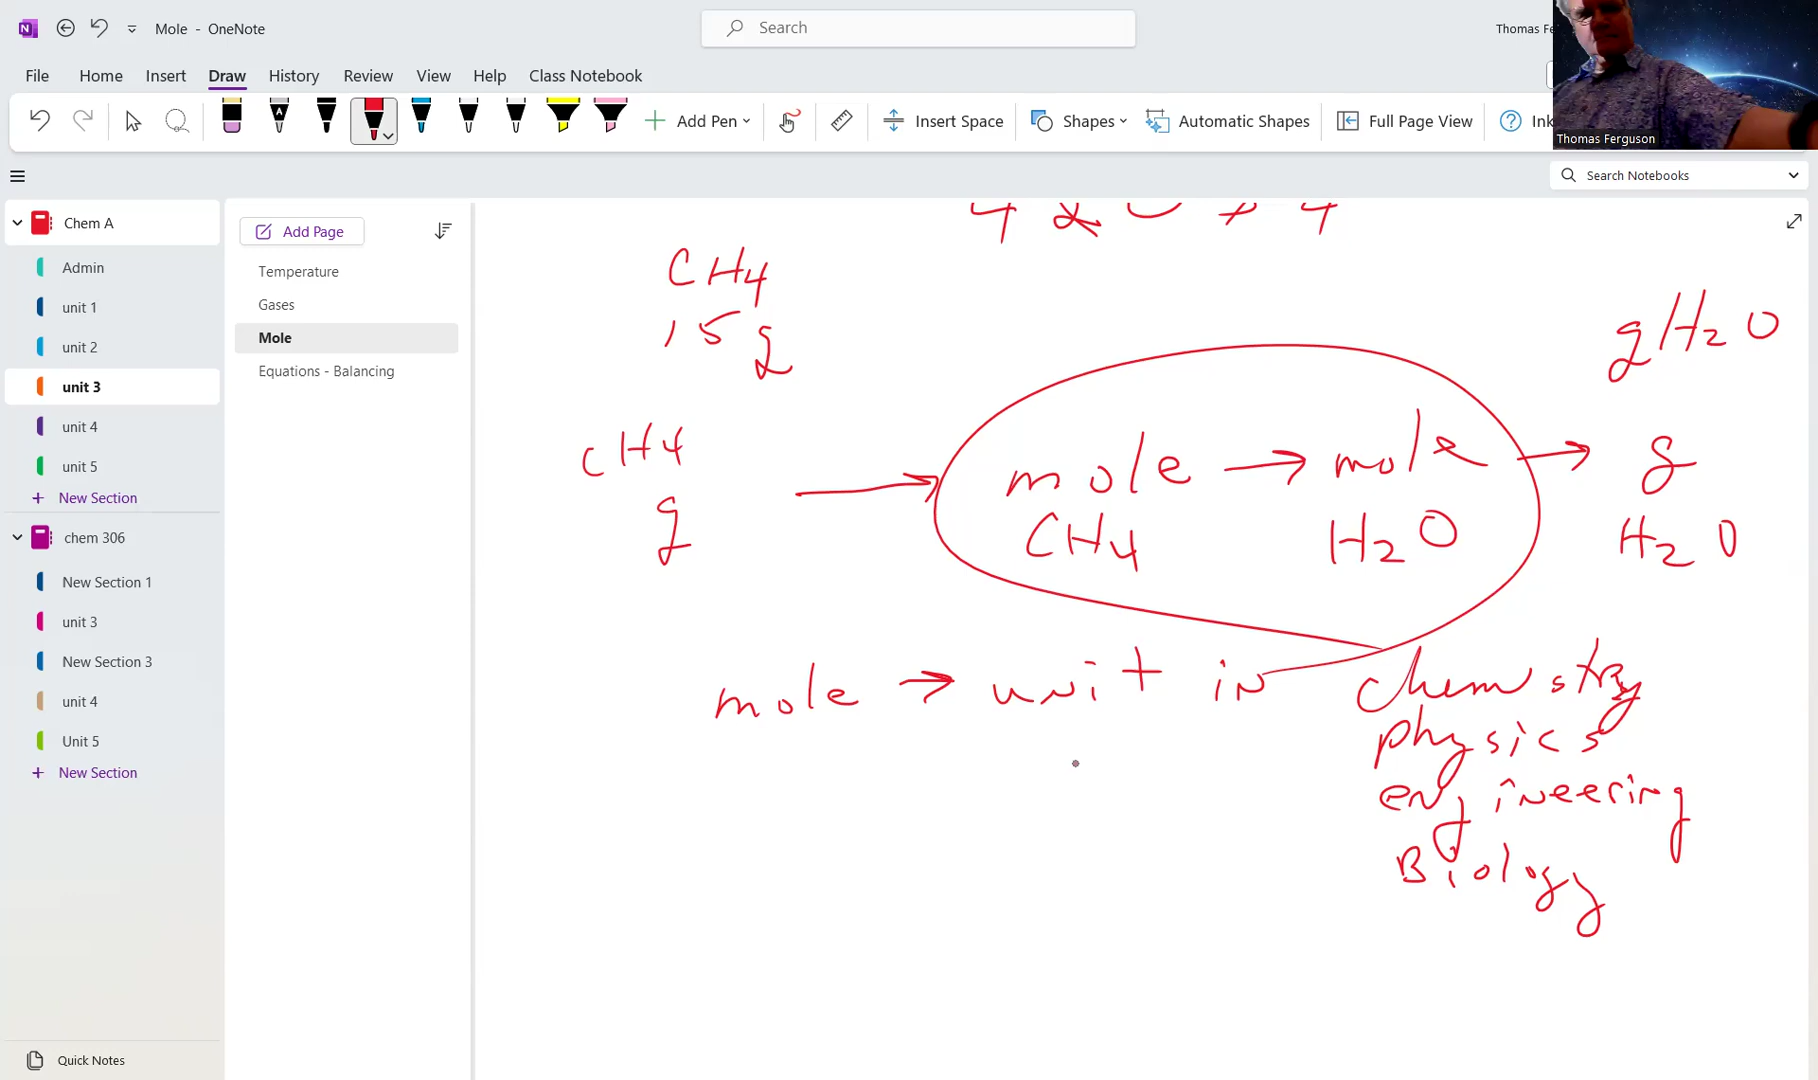 Mole - OneNote
Search
Thomas Fe
File Home Insert Draw History Review View Help Class Notebook
Add Pen
Insert Space
Shapes
Automatic Shapes
Full Page View
Ink
Thomas Ferguson
Search Notebooks
Chem A
Admin
unit 1
unit 2
unit 3
unit 4
unit 5
New Section
chem 306
New Section 1
unit 3
New Section 3
unit 4
Unit 5
New Section
Quick Notes
Add Page
Temperature
Gases
Mole
Equations - Balancing
CH4
15 g
g H2O
CH4
g
mole → mole → g
CH4 H2O H2O
mole → unit in chemstry
physics
engineering
Biology